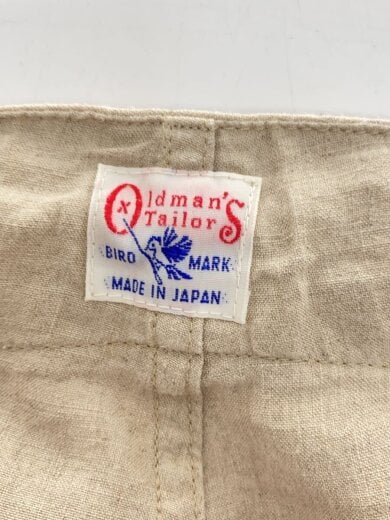 Oldman's
Tailor
BIRD MARK
MADE IN JAPAN